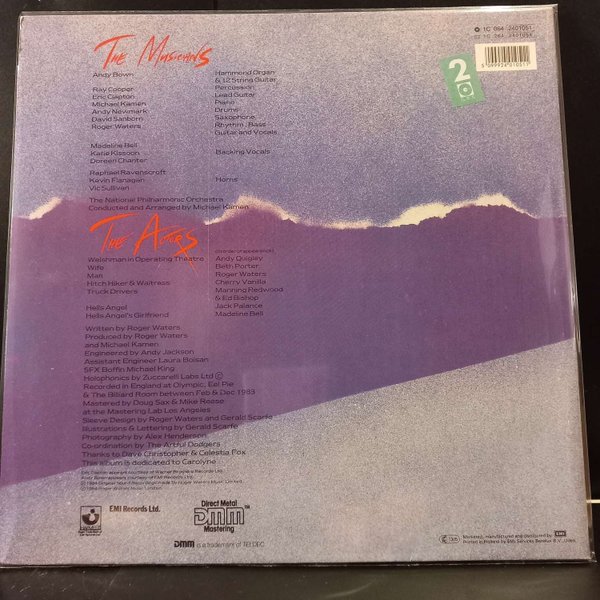 1C 064 2401051
The Musicians
Andy Bown Hammond Organ
& 12 String Guitar
Ray Cooper Percussion
Eric Clapton Lead Guitar
Michael Kamen Piano
Andy Newmark Drums
David Sanborn Saxophone
Roger Waters Rhythm, Bass
Guitar and Vocals
Madeline Bell
Katie Kissoon Backing Vocals
Doreen Chanter
Raphael Ravenscroft
Kevin Flanagan Horns
Vic Sullivan
The National Philharmonic Orchestra
Conducted and Arranged by Michael Kamen
2
The Actors
(in order of appearance)
Welshman in Operating Theatre Andy Quigley
Wife Beth Porter
Man Roger Waters
Hitch Hiker & Waitress Cherry Vanilla
Truck Drivers Manning Redwood
& Ed Bishop
Hells Angel Jack Palance
Hells Angel's Girlfriend Madeline Bell
Written by Roger Waters
Produced by Roger Waters
and Michael Kamen
Engineered by Andy Jackson
Assistant Engineer Laura Boisan
SFX Boffin Michael King
Holophonics by Zuccarelli Labs Ltd ©
Recorded in England at Olympic, Eel Pie
& The Billiard Room between Feb & Dec 1983
Mastered by Doug Sax & Mike Reese
at the Mastering Lab Los Angeles
Sleeve Design by Roger Waters and Gerald Scarfe
Illustrations & Lettering by Gerald Scarfe
Photography by Alex Henderson
Co-ordination by The Artful Dodgers
Thanks to Dave Christopher & Celestia Fox
This album is dedicated to Carolyne
EMI Records Ltd.
Direct Metal
DMM™
Mastering
DMM is a trademark of TELDEC
EMI